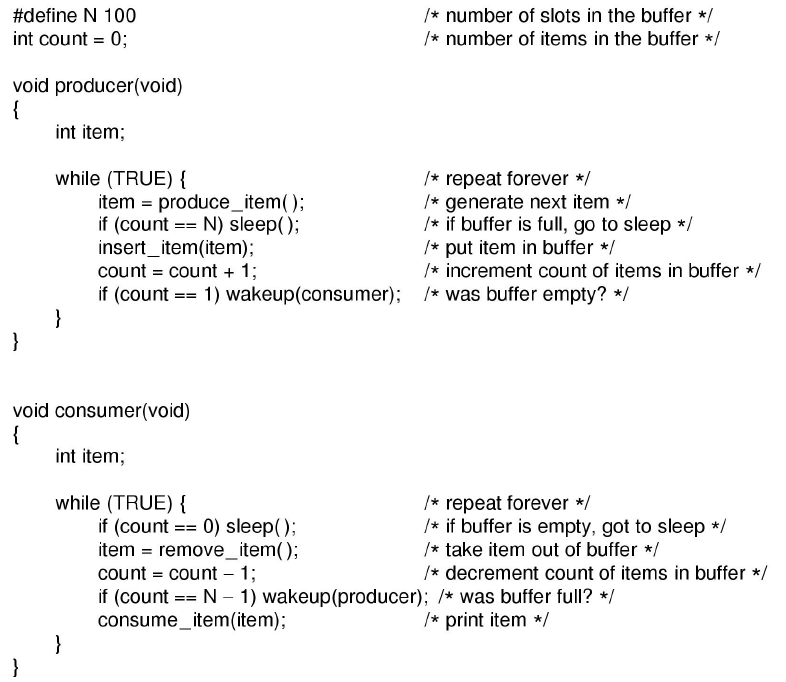 #define N 100 /* number of slots in the buffer */
int count = 0; /* number of items in the buffer */
void producer(void)
{
int item;
while (TRUE) { /* repeat forever */
item = produce_item( ); /* generate next item */
if (count == N) sleep( ); /* if buffer is full, go to sleep */
insert_item(item); /* put item in buffer */
count = count + 1; /* increment count of items in buffer */
if (count == 1) wakeup(consumer); /* was buffer empty? */
}
}
void consumer(void)
{
int item;
while (TRUE) { /* repeat forever */
if (count == 0) sleep( ); /* if buffer is empty, got to sleep */
item = remove_item( ); /* take item out of buffer */
count = count – 1; /* decrement count of items in buffer */
if (count == N – 1) wakeup(producer); /* was buffer full? */
consume_item(item); /* print item */
}
}